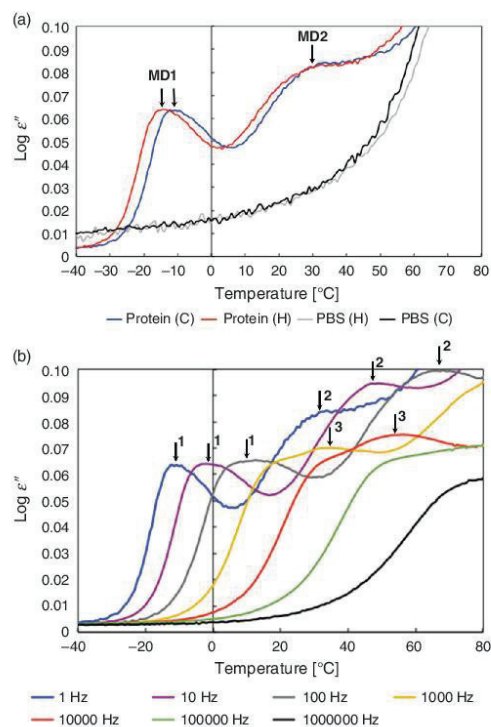 (a)
0.10
0.09
0.08
0.07
0.06
0.05
0.04
0.03
0.02
0.01
0
Log ε″
MD1
MD2
−40 −30 −20 −10 0 10 20 30 40 50 60 70 80
Temperature [°C]
Protein (C) Protein (H) PBS (H) PBS (C)
(b)
0.10
0.09
0.08
0.07
0.06
0.05
0.04
0.03
0.02
0.01
0
Log ε″
1 1 1 2 2 2 3 3
−40 −20 0 20 40 60 80
Temperature [°C]
1 Hz 10 Hz 100 Hz 1000 Hz
10000 Hz 100000 Hz 1000000 Hz